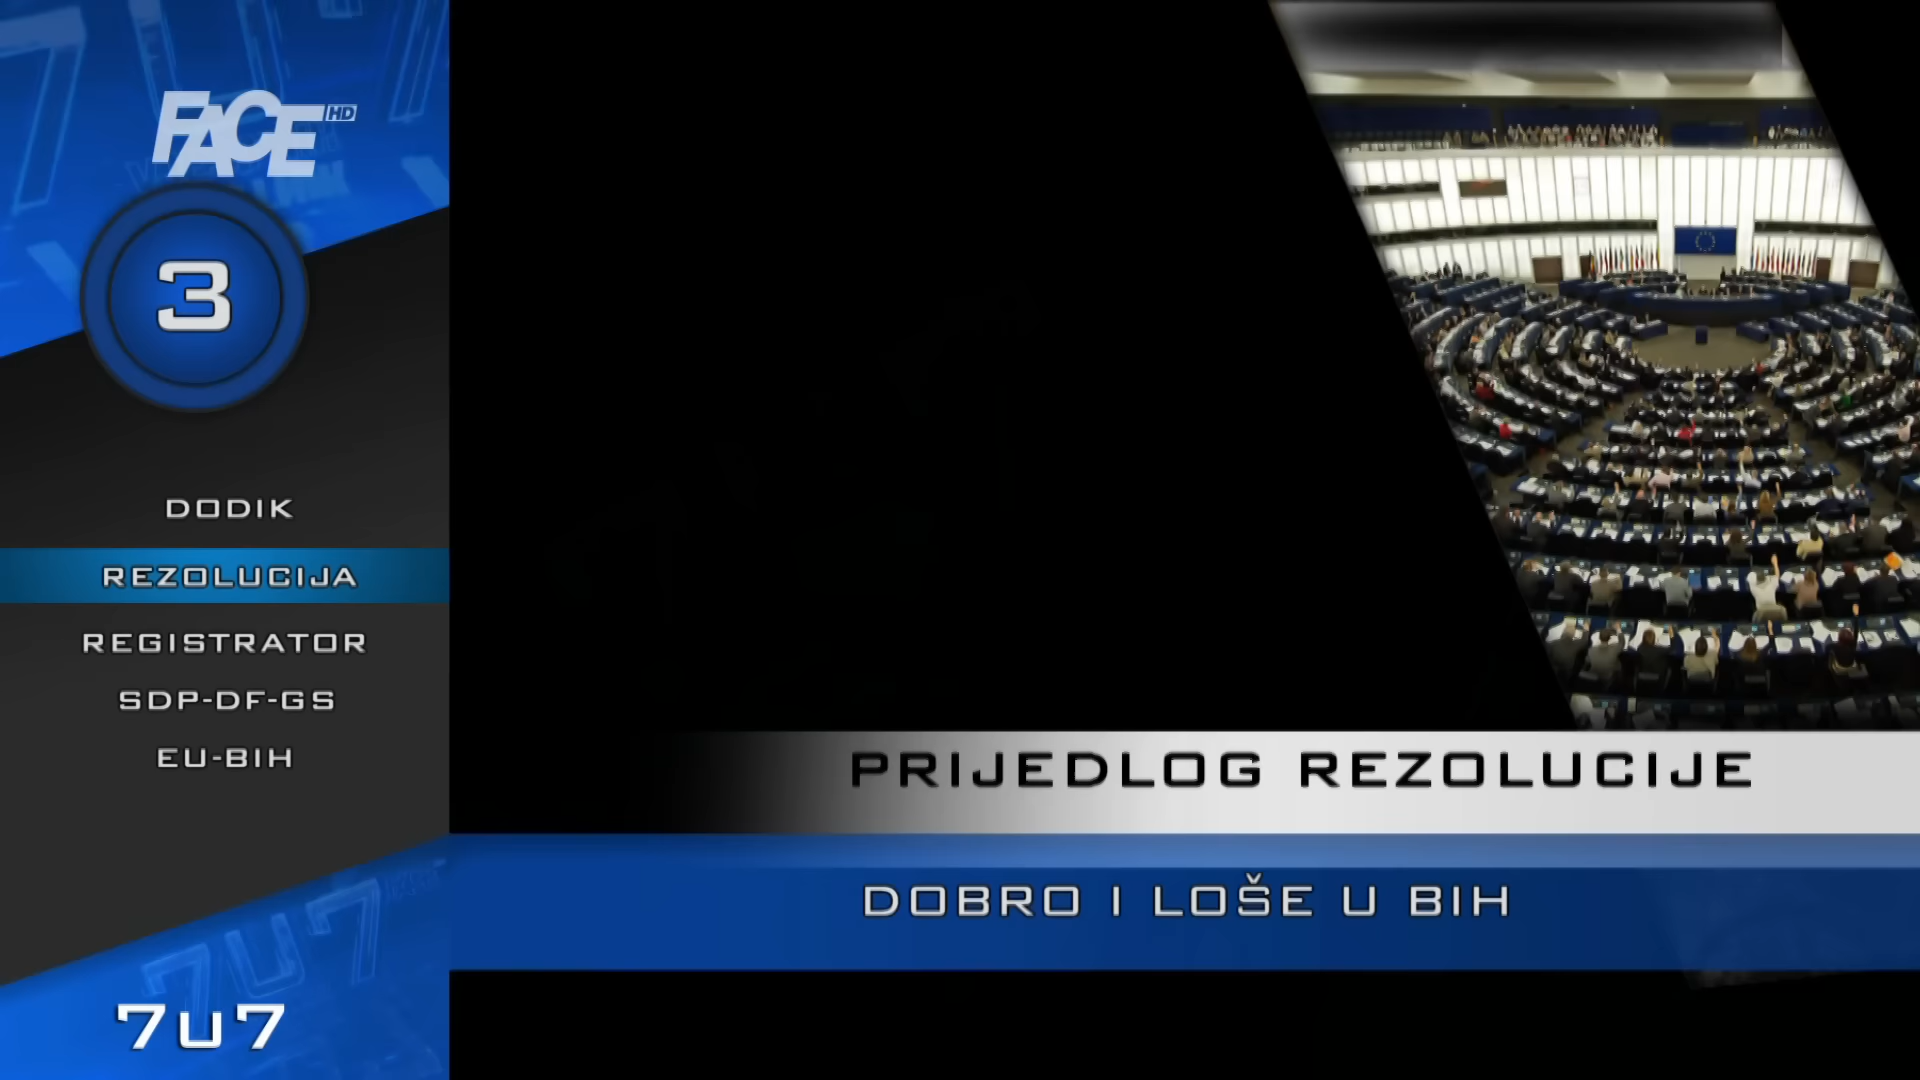 FACE HD
3
DODIK
REZOLUCIJA
REGISTRATOR
SDP-DF-GS
EU-BIH
7u7
PRIJEDLOG REZOLUCIJE
DOBRO I LOŠE U BIH